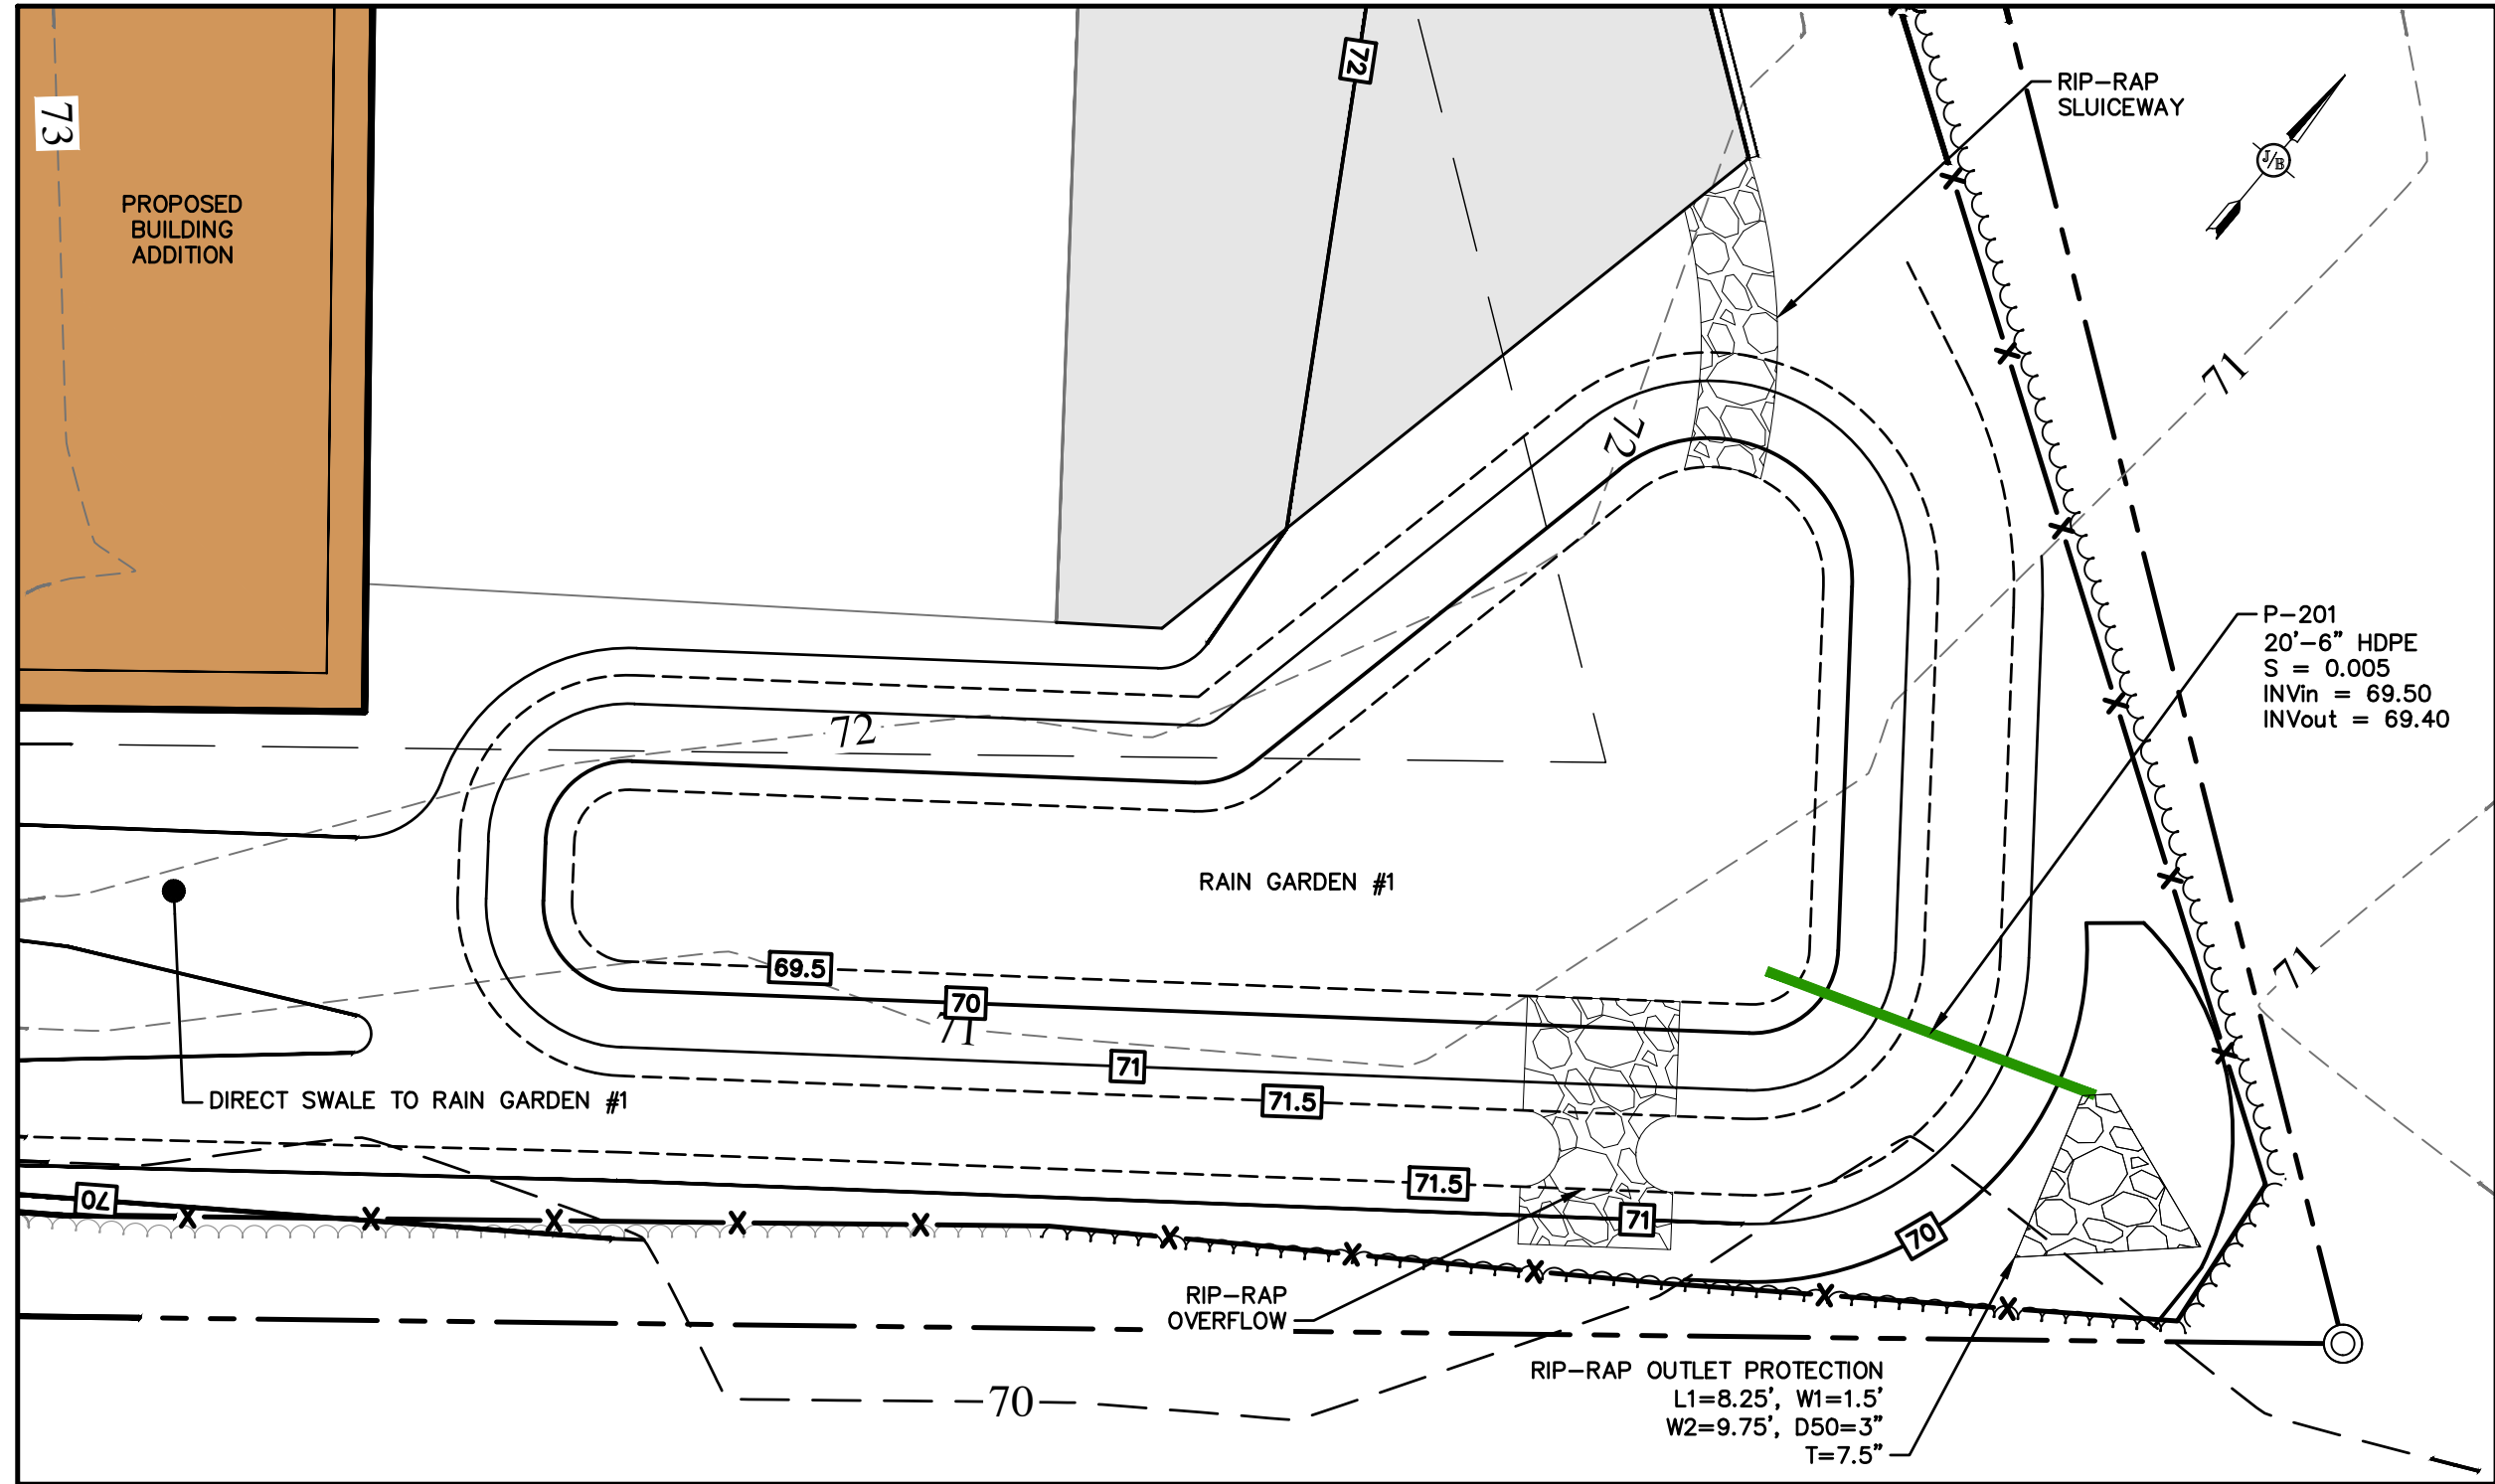 72
RIP-RAP
SLUICEWAY
J/B
73
PROPOSED
BUILDING
ADDITION
71
72
P-201
20'-6" HDPE
S = 0.005
INVin = 69.50
INVout = 69.40
72
RAIN GARDEN #1
69.5
70
71
71
71
71.5
DIRECT SWALE TO RAIN GARDEN #1
71.5
70
71
70
RIP-RAP
OVERFLOW
RIP-RAP OUTLET PROTECTION
L1=8.25', W1=1.5'
W2=9.75', D50=3"
T=7.5"
70